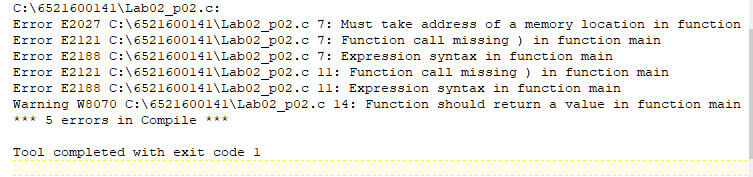 C:\6521600141\Lab02_p02.c:
Error E2027 C:\6521600141\Lab02_p02.c 7: Must take address of a memory location in function
Error E2121 C:\6521600141\Lab02_p02.c 7: Function call missing ) in function main
Error E2188 C:\6521600141\Lab02_p02.c 7: Expression syntax in function main
Error E2121 C:\6521600141\Lab02_p02.c 11: Function call missing ) in function main
Error E2188 C:\6521600141\Lab02_p02.c 11: Expression syntax in function main
Warning W8070 C:\6521600141\Lab02_p02.c 14: Function should return a value in function main
*** 5 errors in Compile ***
Tool completed with exit code 1